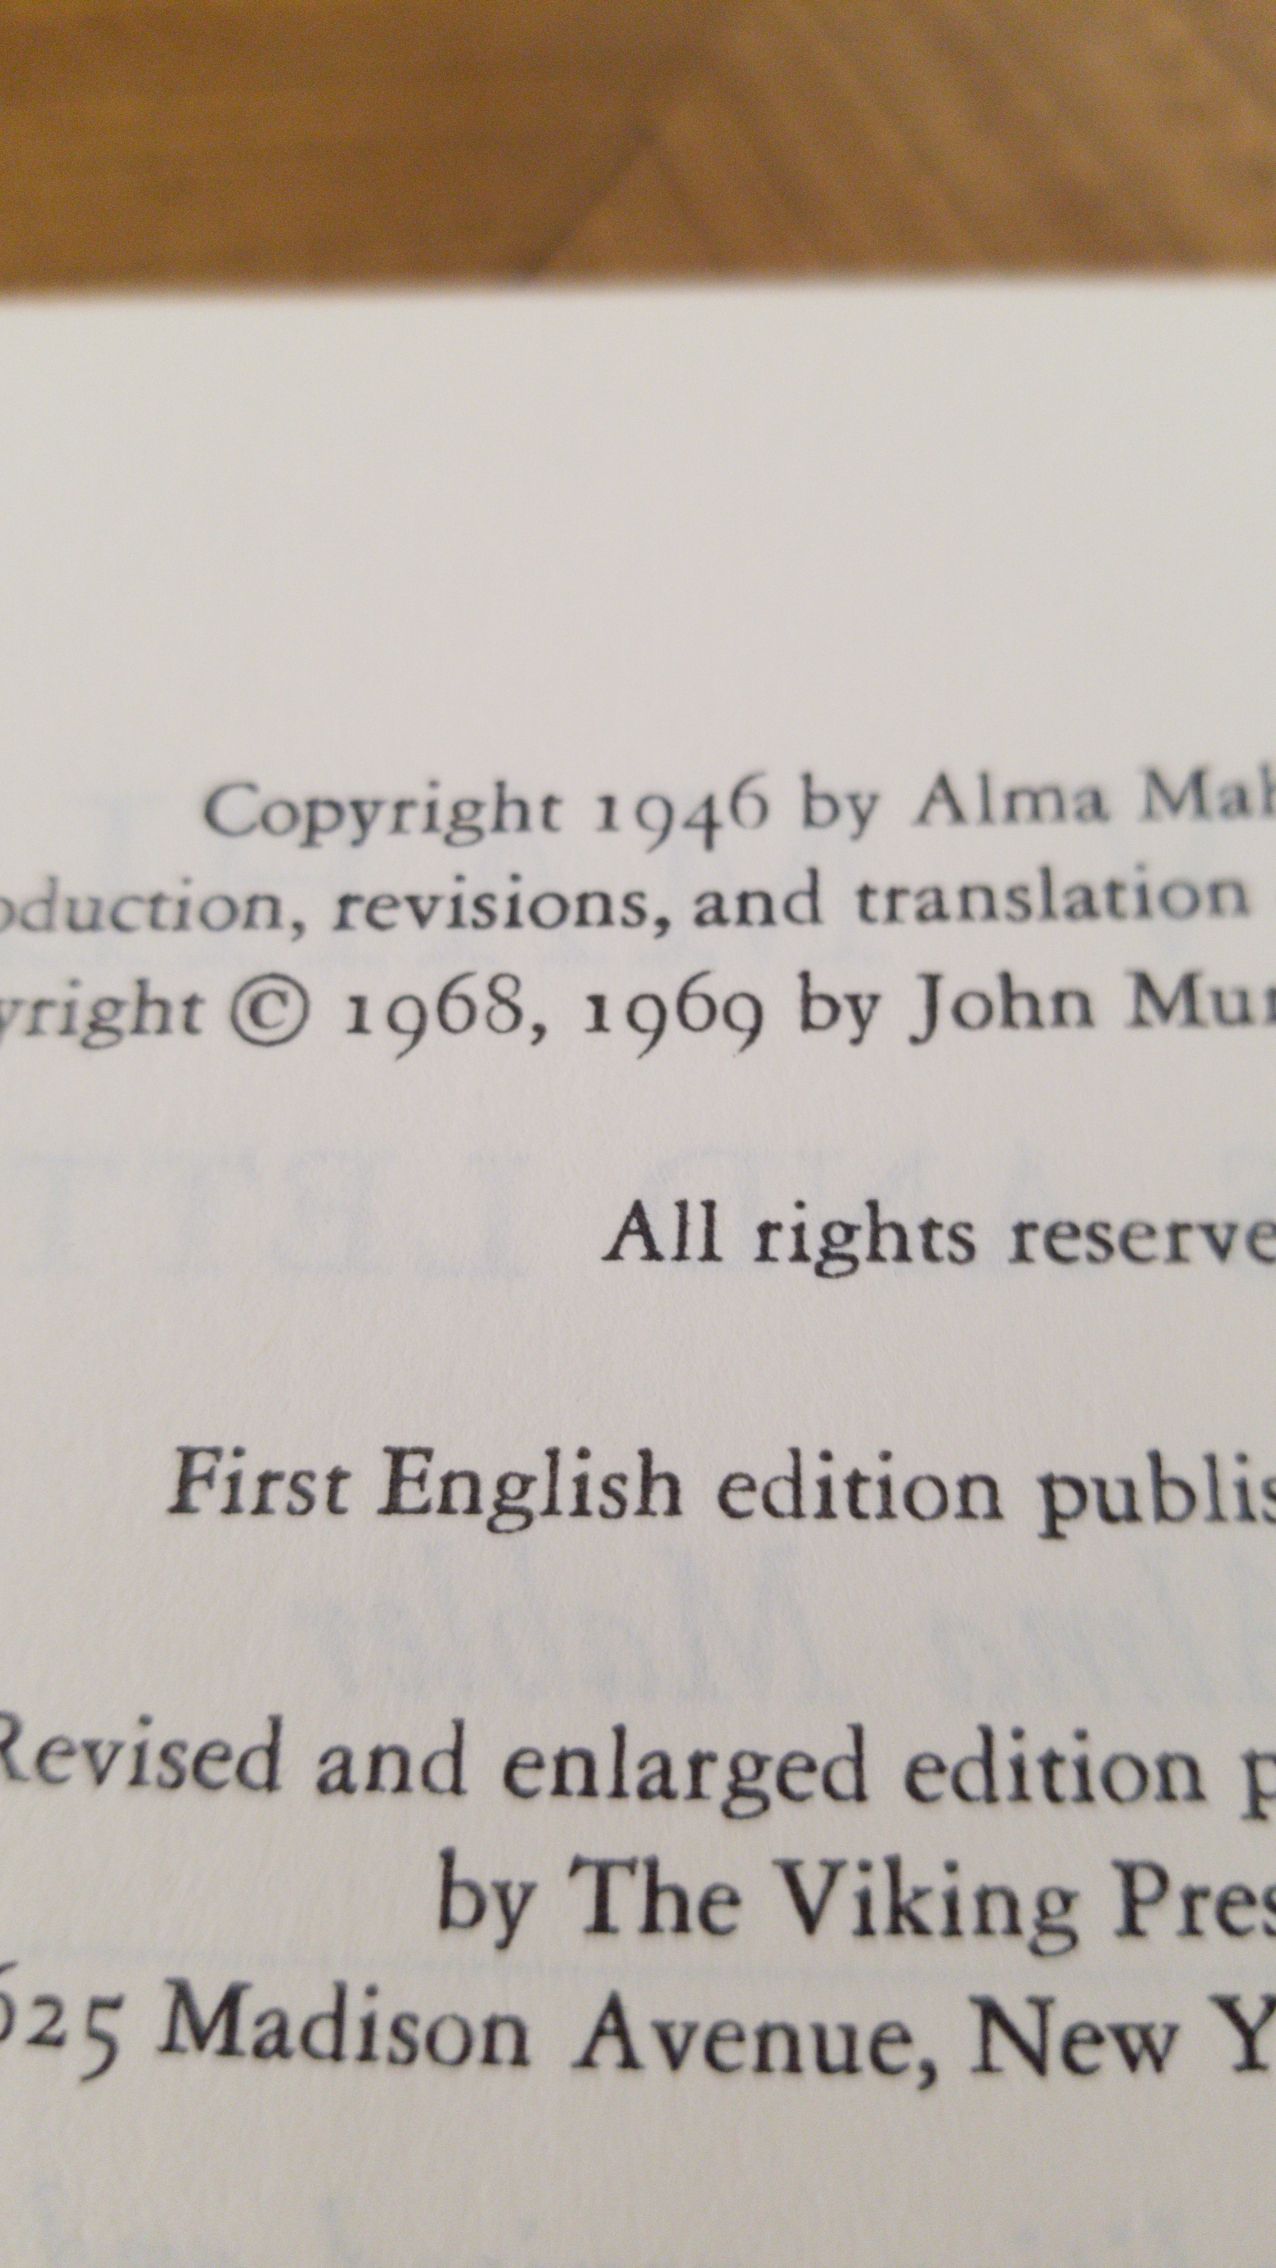 Copyright 1946 by Alma Mah
oduction, revisions, and translation
yright © 1968, 1969 by John Mur
All rights reserve
First English edition publis
Revised and enlarged edition p
by The Viking Pres
625 Madison Avenue, New Y